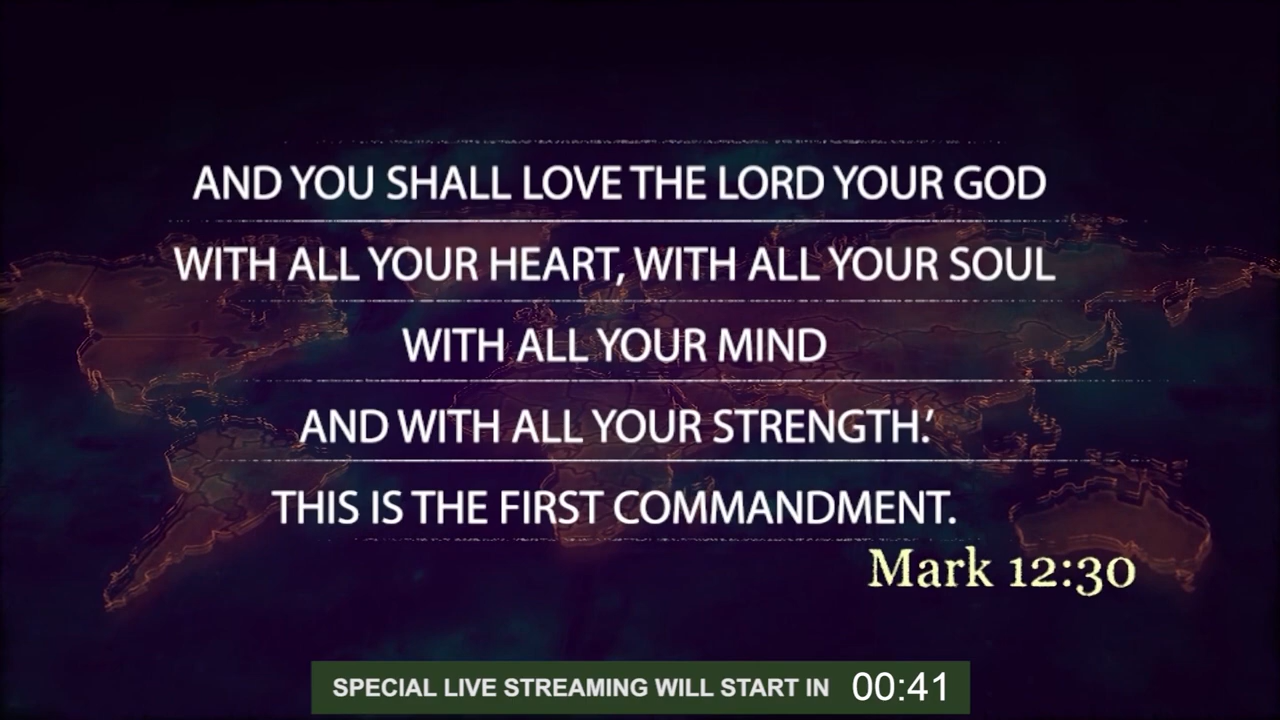 AND YOU SHALL LOVE THE LORD YOUR GOD
WITH ALL YOUR HEART, WITH ALL YOUR SOUL
WITH ALL YOUR MIND
AND WITH ALL YOUR STRENGTH.’
THIS IS THE FIRST COMMANDMENT.
Mark 12:30
SPECIAL LIVE STREAMING WILL START IN 00:41